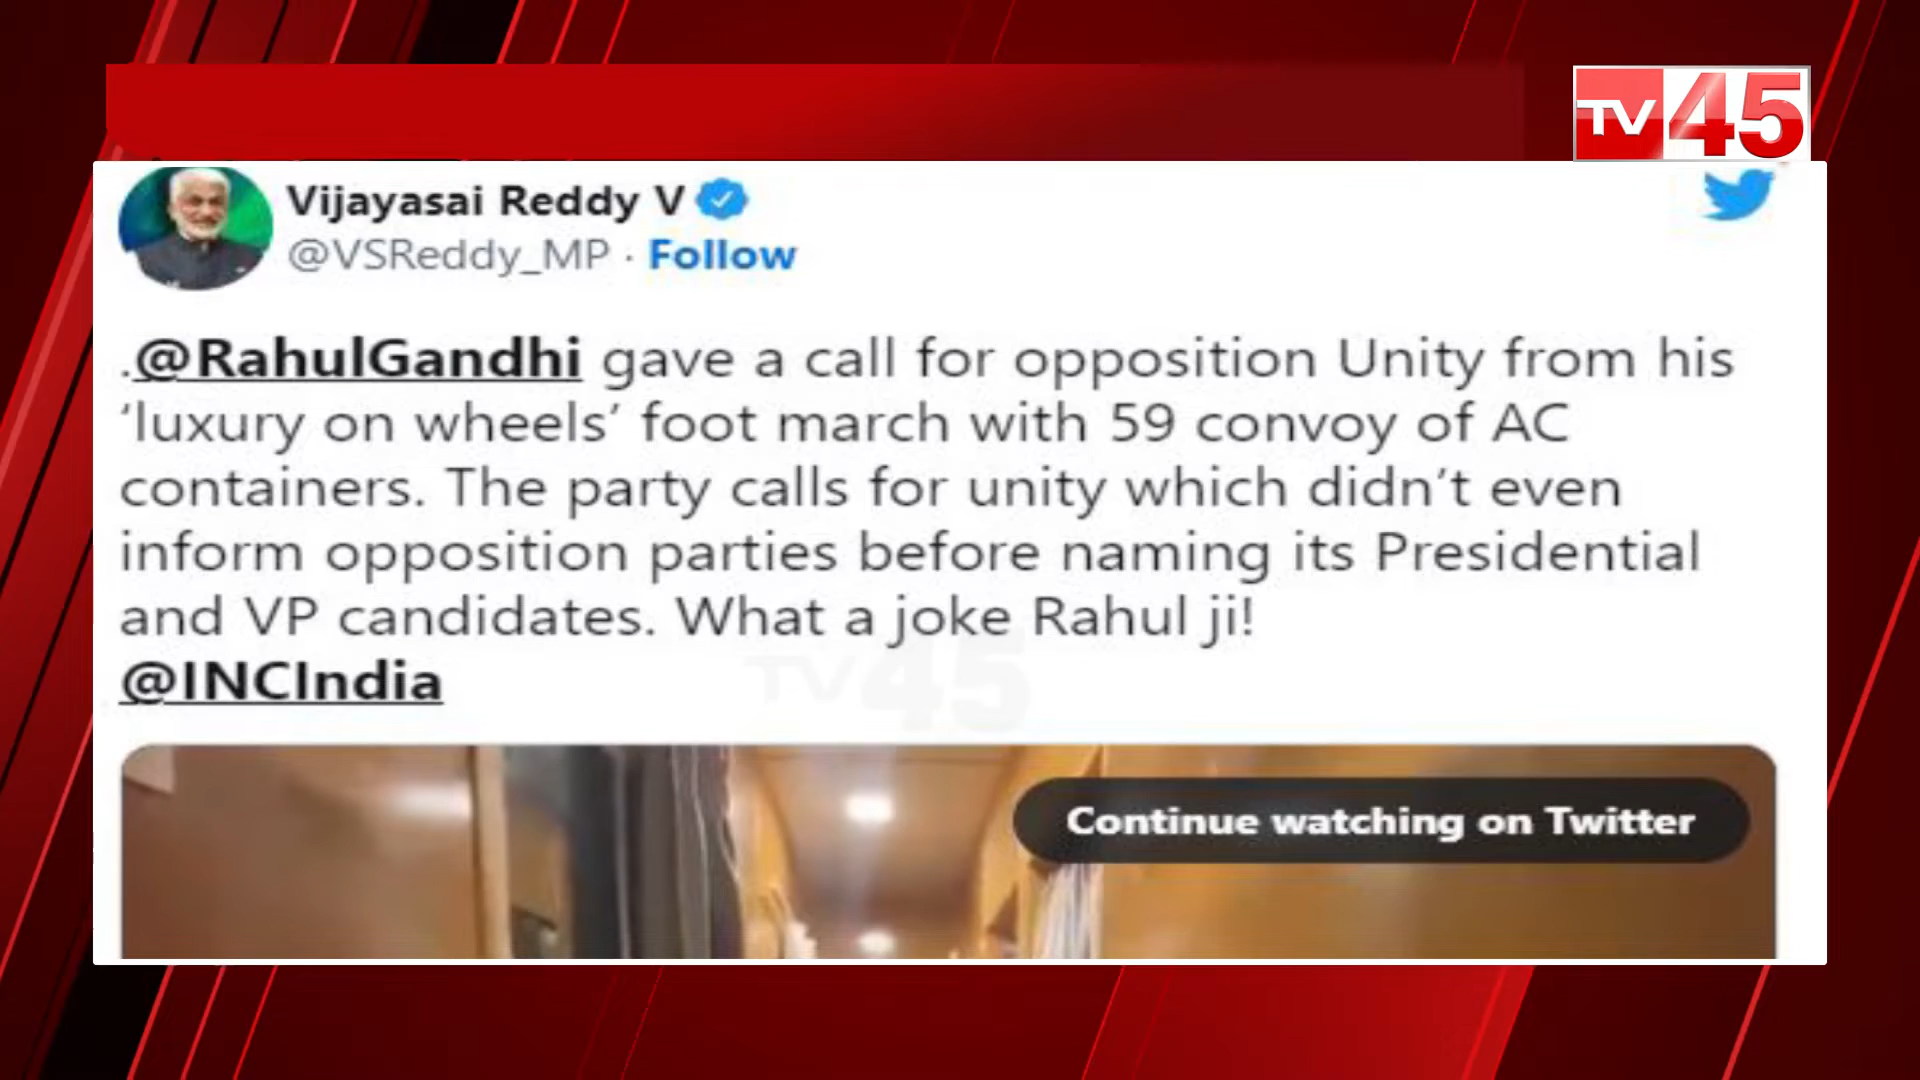 TV45
Vijayasai Reddy V
@VSReddy_MP · Follow
.@RahulGandhi gave a call for opposition Unity from his
‘luxury on wheels’ foot march with 59 convoy of AC
containers. The party calls for unity which didn’t even
inform opposition parties before naming its Presidential
and VP candidates. What a joke Rahul ji!
@INCIndia
TV45
Continue watching on Twitter